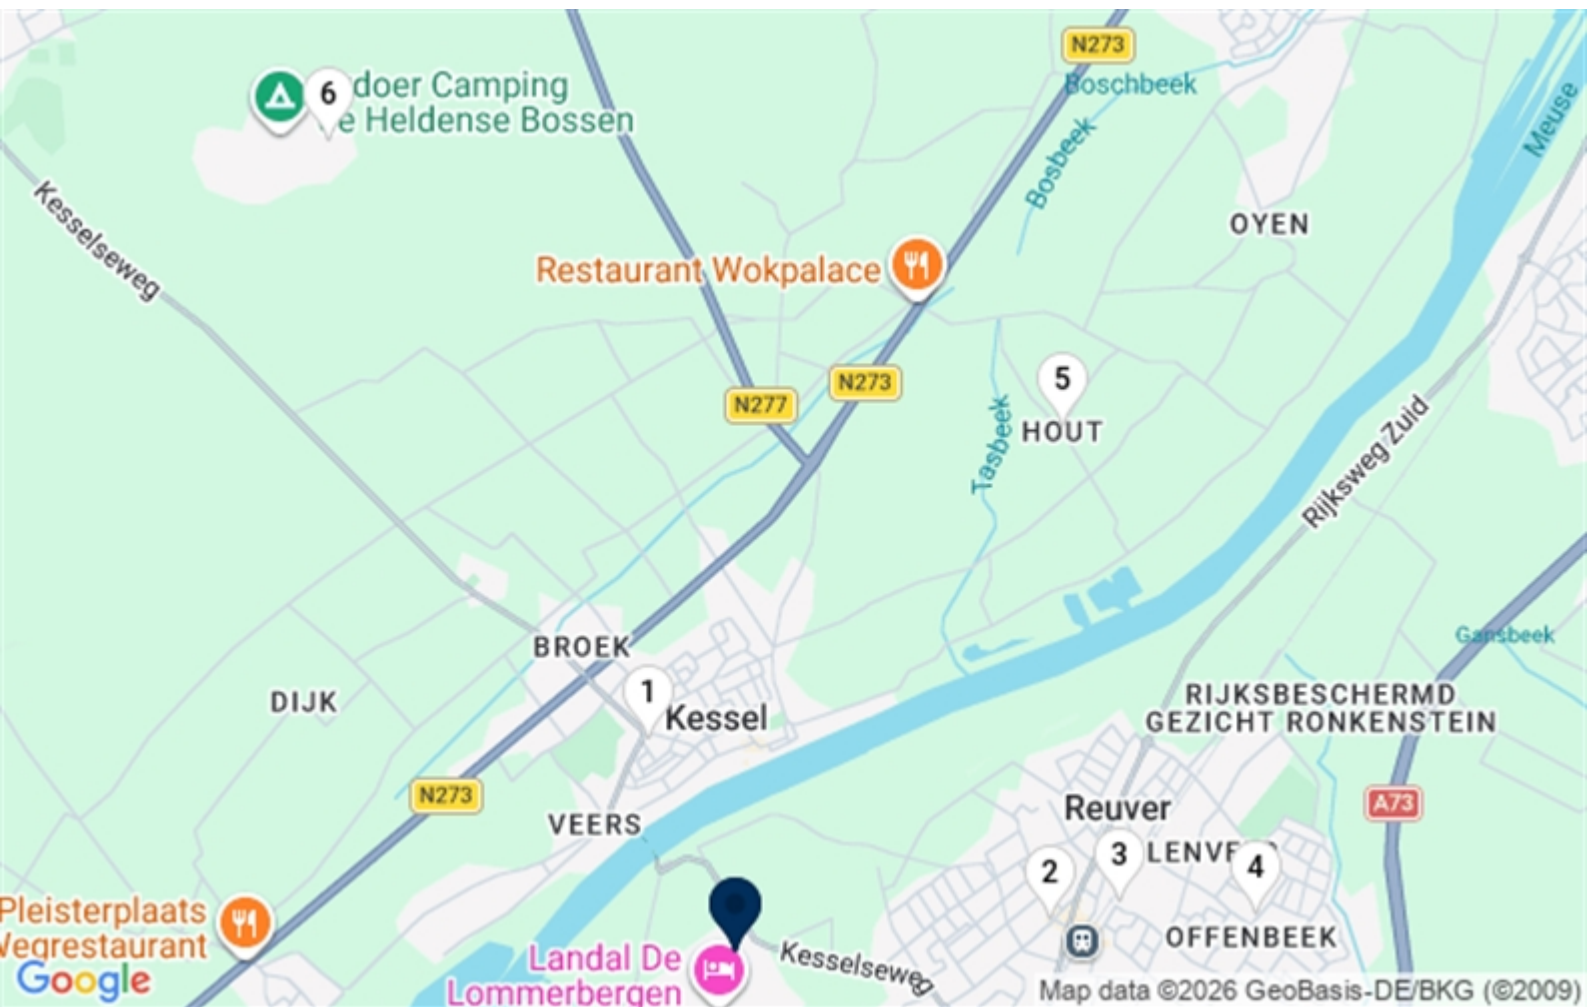 N273
Boschbeek
6
doer Camping
e Heldense Bossen
Meuse
Bosbeek
Kesselseweg
OYEN
Restaurant Wokpalace
N277
N273
5
HOUT
Tasbeek
Rijksweg Zuid
BROEK
Gansbeek
DIJK
1
Kessel
RIJKSBESCHERMD
GEZICHT RONKENSTEIN
N273
VEERS
Reuver
A73
2
3
4
Pleisterplaats
Wegrestaurant
OFFENBEEK
Landal De
Lommerbergen
Kesselseweg
Google
Map data ©2026 GeoBasis-DE/BKG (©2009)